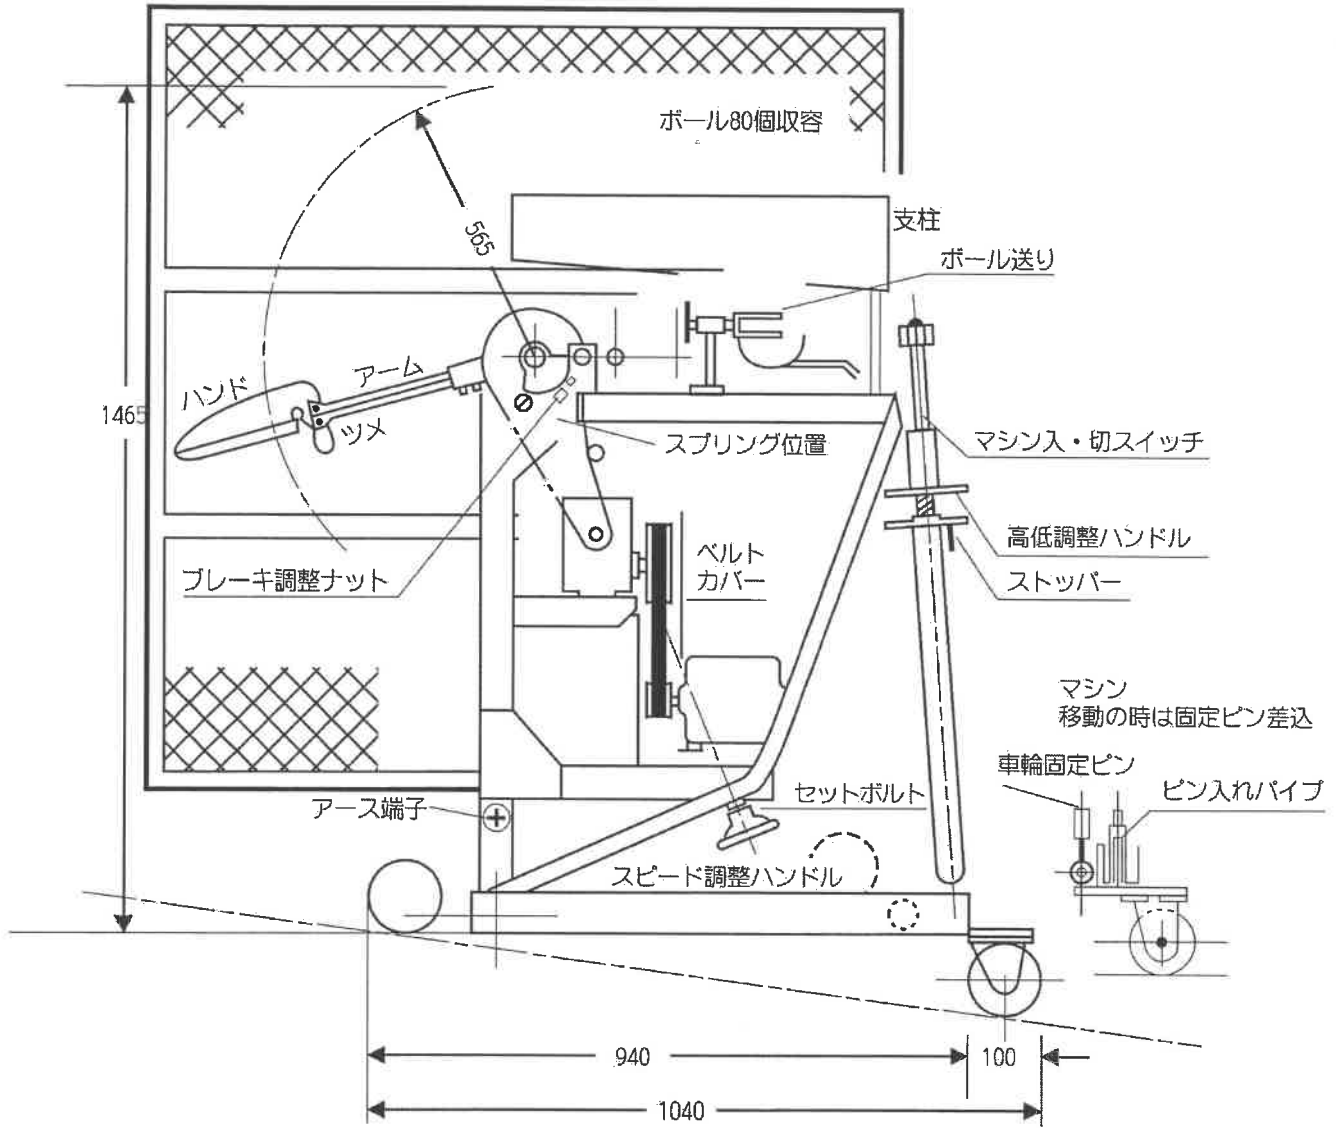 ボール80個収容
支柱
ボール送り
565
アーム
ハンド
ツメ
1465
スプリング位置
マシン入・切スイッチ
高低調整ハンドル
ストッパー
ベルト
カバー
ブレーキ調整ナット
マシン
移動の時は固定ピン差込
車輪固定ピン
ピン入れパイプ
セットボルト
アース端子
スピード調整ハンドル
940
100
1040